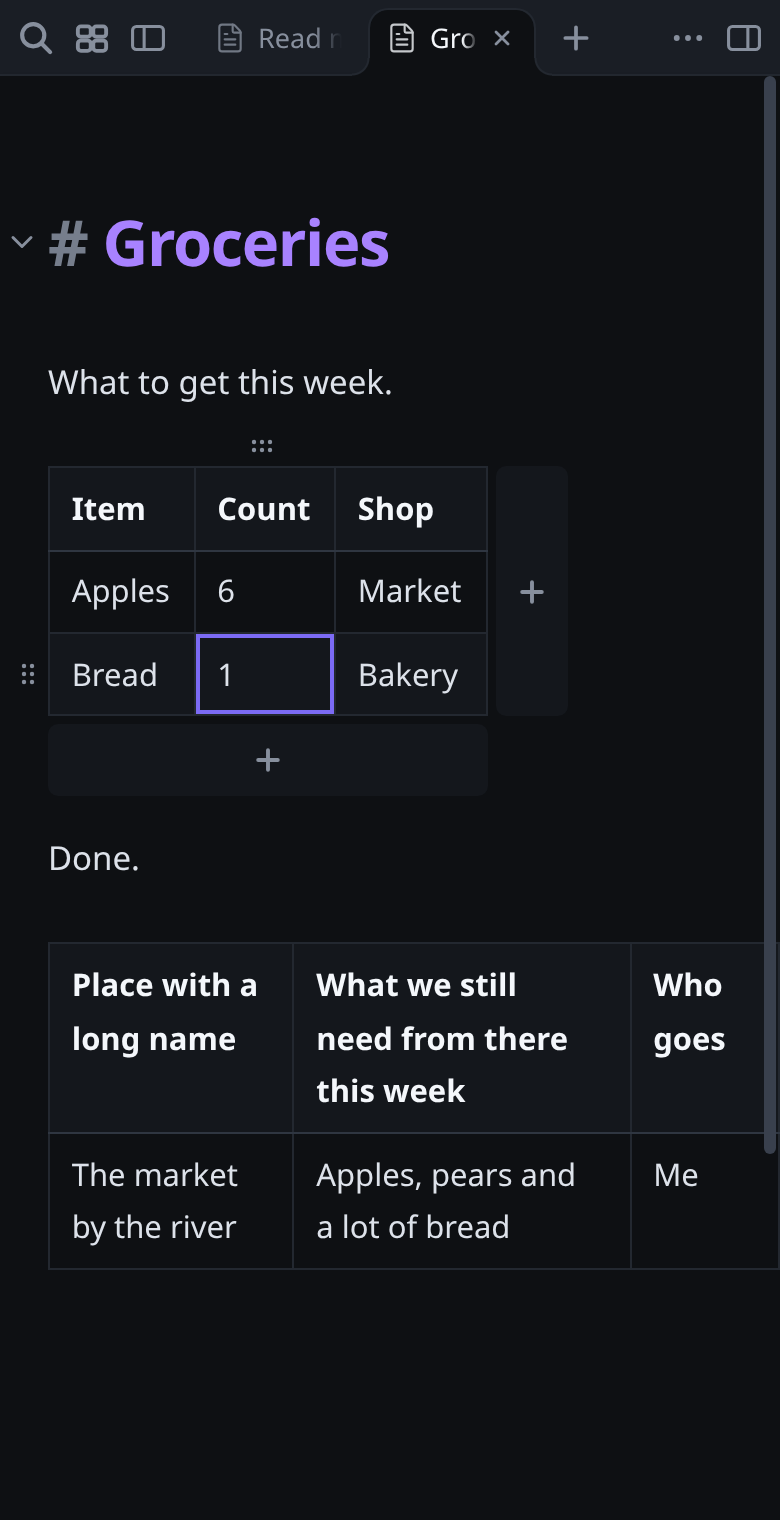 Read
Gro
# Groceries
What to get this week.
Item Count Shop
Apples 6 Market
Bread 1 Bakery
Done.
Place with a
long name
What we still
need from there
this week
Who
goes
The market
by the river
Apples, pears and
a lot of bread
Me